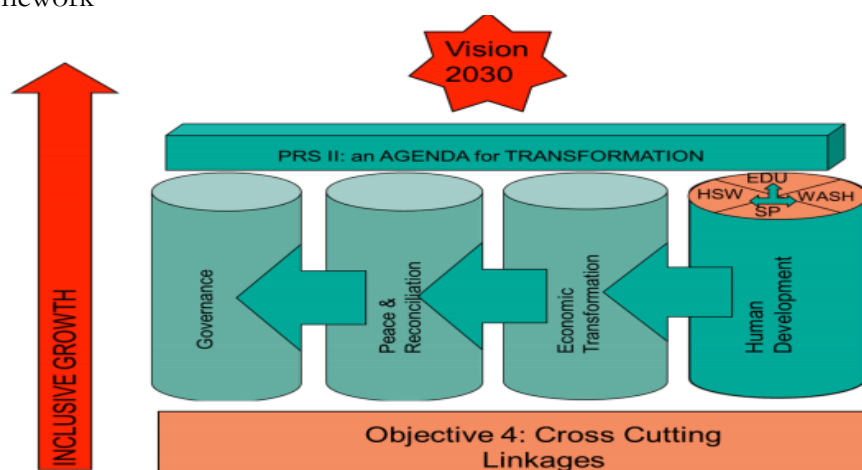 nework
Vision
2030
PRS II: an AGENDA for TRANSFORMATION
EDU
HSW
WASH
SP
INCLUSIVE GROWTH
Governance
Peace &
Reconciliation
Economic
Transformation
Human
Development
Objective 4: Cross Cutting
Linkages